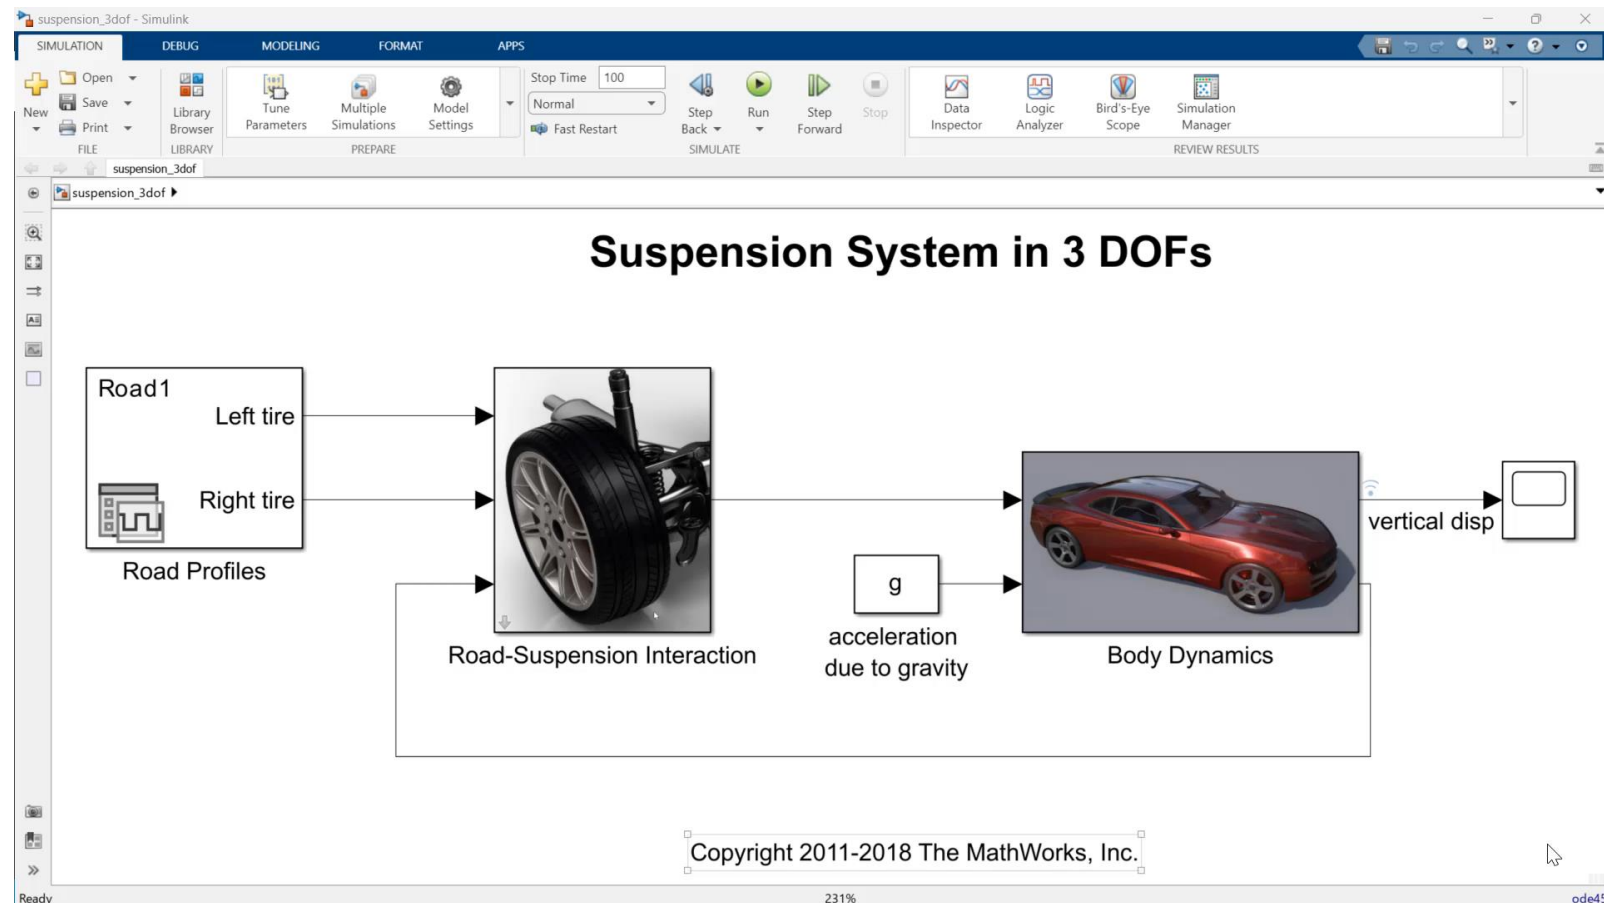 suspension_3dof - Simulink
SIMULATION DEBUG MODELING FORMAT APPS
New
Open
Save
Print
FILE
Library
Browser
LIBRARY
Tune
Parameters
Multiple
Simulations
Model
Settings
PREPARE
Stop Time 100
Normal
Fast Restart
Step
Back
Run
Step
Forward
Stop
SIMULATE
Data
Inspector
Logic
Analyzer
Bird's-Eye
Scope
Simulation
Manager
REVIEW RESULTS
suspension_3dof
suspension_3dof
Suspension System in 3 DOFs
Road1
Left tire
Right tire
Road Profiles
Road-Suspension Interaction
g
acceleration
due to gravity
Body Dynamics
vertical disp
Copyright 2011-2018 The MathWorks, Inc.
Ready 231% ode45